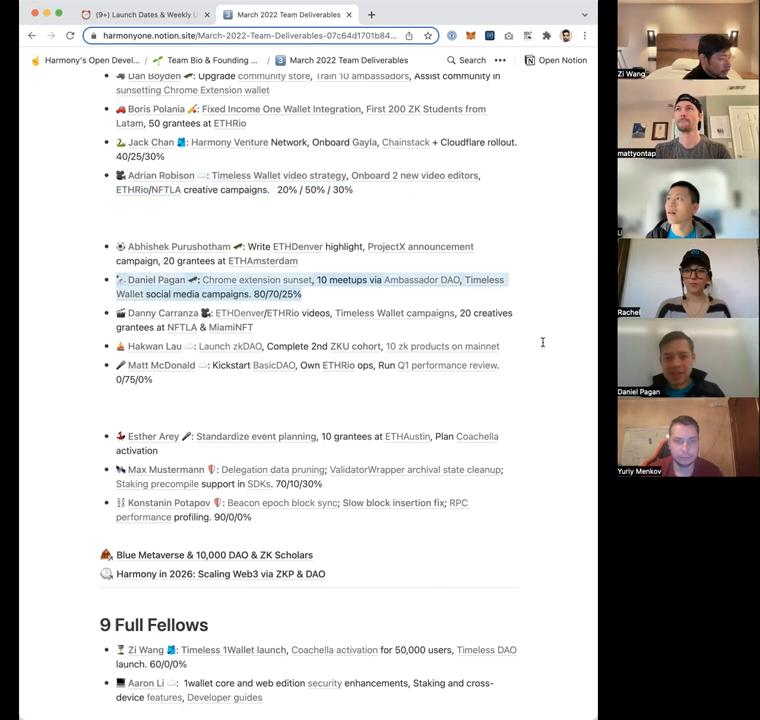 (9+) Launch Dates & Weekly U
March 2022 Team Deliverables
harmonyone.notion.site/March-2022-Team-Deliverables-07c64d1701b84...
Harmony's Open Devel... / Team Bio & Founding ... / March 2022 Team Deliverables
Search
Open Notion
Dan Boyden : Upgrade community store, Train 10 ambassadors, Assist community in
sunsetting Chrome Extension wallet
Boris Polania : Fixed Income One Wallet Integration, First 200 ZK Students from
Latam, 50 grantees at ETHRio
Jack Chan : Harmony Venture Network, Onboard Gayla, Chainstack + Cloudflare rollout.
40/25/30%
Adrian Robison : Timeless Wallet video strategy, Onboard 2 new video editors,
ETHRio/NFTLA creative campaigns. 20% / 50% / 30%
Abhishek Purushotham : Write ETHDenver highlight, ProjectX announcement
campaign, 20 grantees at ETHAmsterdam
Daniel Pagan : Chrome extension sunset, 10 meetups via Ambassador DAO, Timeless
Wallet social media campaigns. 80/70/25%
Danny Carranza : ETHDenver/ETHRio videos, Timeless Wallet campaigns, 20 creatives
grantees at NFTLA & MiamiNFT
Hakwan Lau : Launch zkDAO, Complete 2nd ZKU cohort, 10 zk products on mainnet
Matt McDonald : Kickstart BasicDAO, Own ETHRio ops, Run Q1 performance review.
0/75/0%
Esther Arey : Standardize event planning, 10 grantees at ETHAustin, Plan Coachella
activation
Max Mustermann : Delegation data pruning; ValidatorWrapper archival state cleanup;
Staking precompile support in SDKs. 70/10/30%
Konstanin Potapov : Beacon epoch block sync; Slow block insertion fix; RPC
performance profiling. 90/0/0%
Blue Metaverse & 10,000 DAO & ZK Scholars
Harmony in 2026: Scaling Web3 via ZKP & DAO
9 Full Fellows
Zi Wang : Timeless 1Wallet launch, Coachella activation for 50,000 users, Timeless DAO
launch. 60/0/0%
Aaron Li : 1wallet core and web edition security enhancements, Staking and cross-
device features, Developer guides
Zi Wang
mattyontap
Li
Rachel
Daniel Pagan
Yuriy Menkov